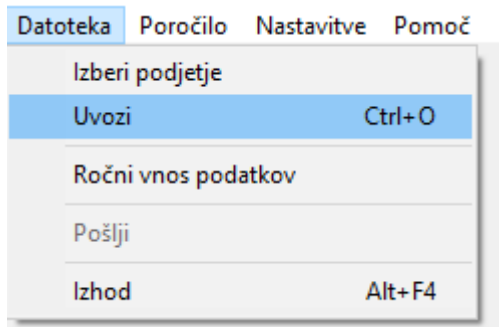 Datoteka Poročilo Nastavitve Pomoč
Izberi podjetje
Uvozi Ctrl+O
Ročni vnos podatkov
Pošlji
Izhod Alt+F4